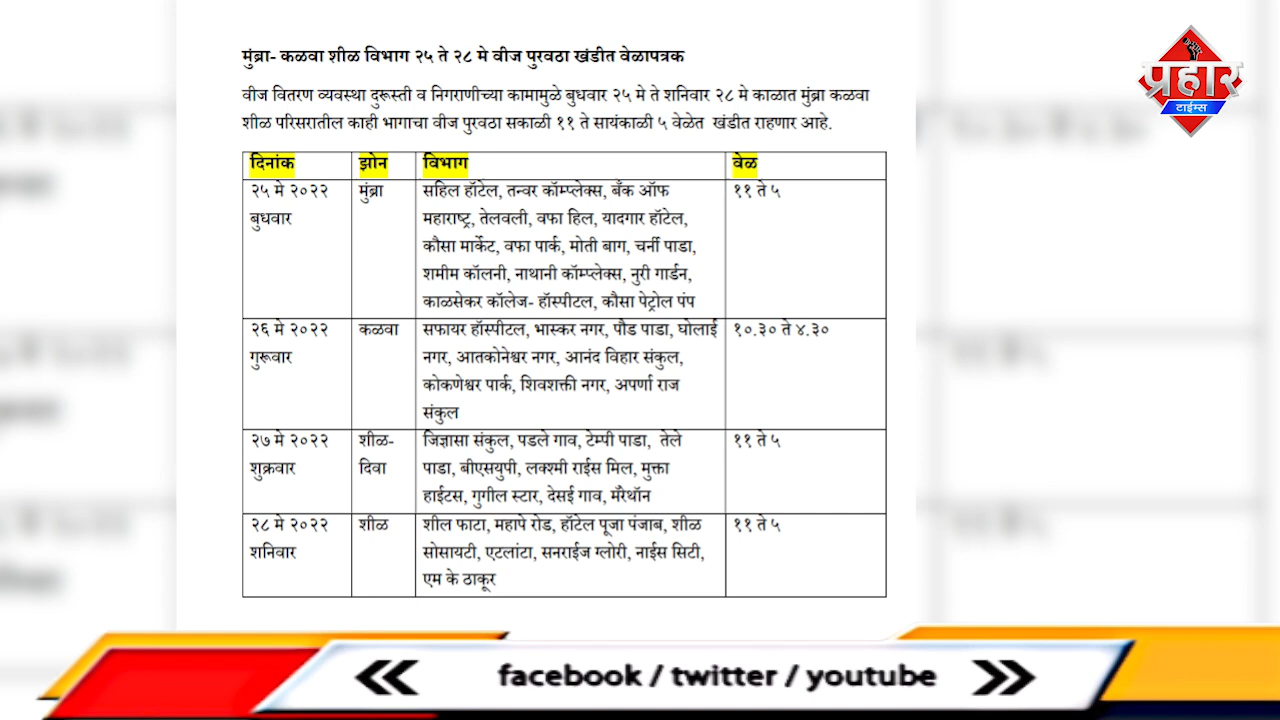 मुंब्रा- कळवा शीळ विभाग २५ ते २८ मे वीज पुरवठा खंडीत वेळापत्रक
प्रहार
टाईम्स
वीज वितरण व्यवस्था दुरूस्ती व निगराणीच्या कामामुळे बुधवार २५ मे ते शनिवार २८ मे काळात मुंब्रा कळवा
शीळ परिसरातील काही भागाचा वीज पुरवठा सकाळी ११ ते सायंकाळी ५ वेळेत खंडीत राहणार आहे.
दिनांक झोन विभाग वेळ
२५ मे २०२२ मुंब्रा सहिल हॉटेल, तन्वर कॉम्प्लेक्स, बँक ऑफ ११ ते ५
बुधवार महाराष्ट्र, तेलवली, वफा हिल, यादगार हॉटेल,
कौसा मार्केट, वफा पार्क, मोती बाग, चर्नी पाडा,
शमीम कॉलनी, नाथानी कॉम्प्लेक्स, नुरी गार्डन,
काळसेकर कॉलेज- हॉस्पीटल, कौसा पेट्रोल पंप
२६ मे २०२२ कळवा सफायर हॉस्पीटल, भास्कर नगर, पौड पाडा, घोलाई १०.३० ते ४.३०
गुरूवार नगर, आतकोनेश्वर नगर, आनंद विहार संकुल,
कोकणेश्वर पार्क, शिवशक्ती नगर, अपर्णा राज
संकुल
२७ मे २०२२ शीळ- जिज्ञासा संकुल, पडले गाव, टेम्पी पाडा, तेले ११ ते ५
शुक्रवार दिवा पाडा, बीएसयुपी, लक्श्मी राईस मिल, मुक्ता
हाईटस, गुगील स्टार, देसई गाव, मॅरेथॉन
२८ मे २०२२ शीळ शील फाटा, महापे रोड, हॉटेल पूजा पंजाब, शीळ ११ ते ५
शनिवार सोसायटी, एटलांटा, सनराईज ग्लोरी, नाईस सिटी,
एम के ठाकूर
facebook / twitter / youtube